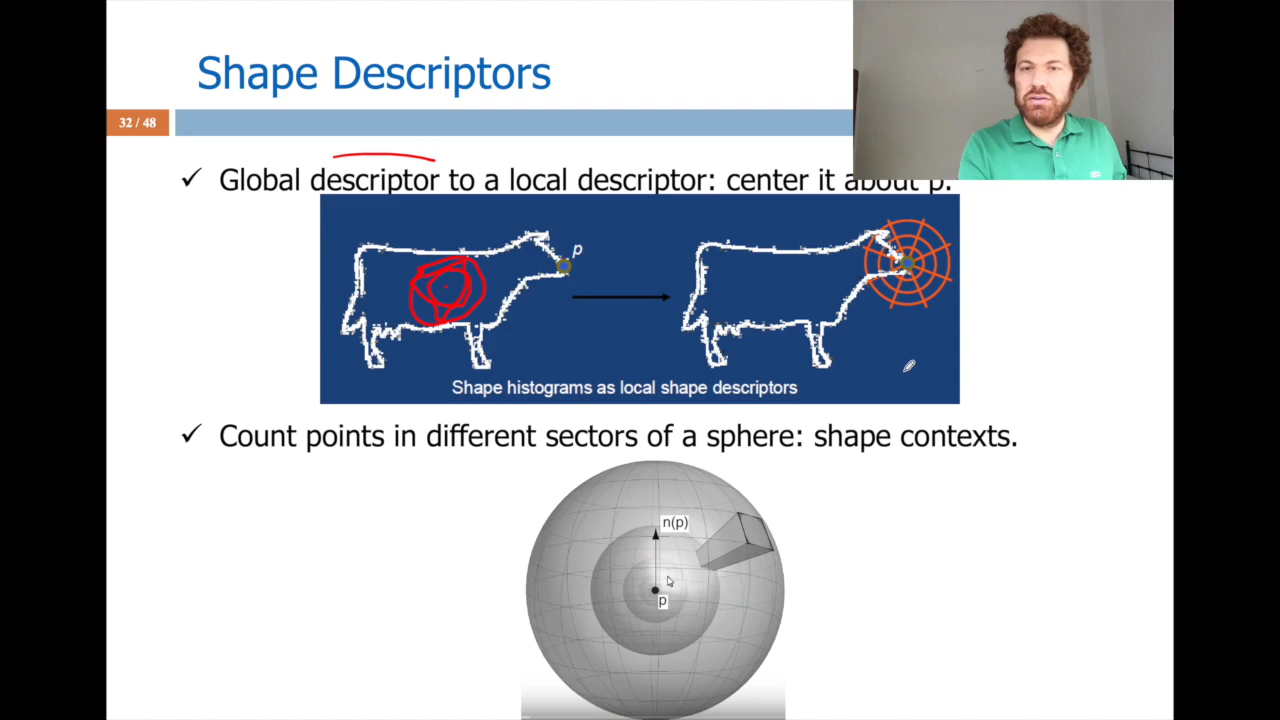 Shape Descriptors
32 / 48
✓ Global descriptor to a local descriptor: center it about p.
p
Shape histograms as local shape descriptors
✓ Count points in different sectors of a sphere: shape contexts.
n(p)
p